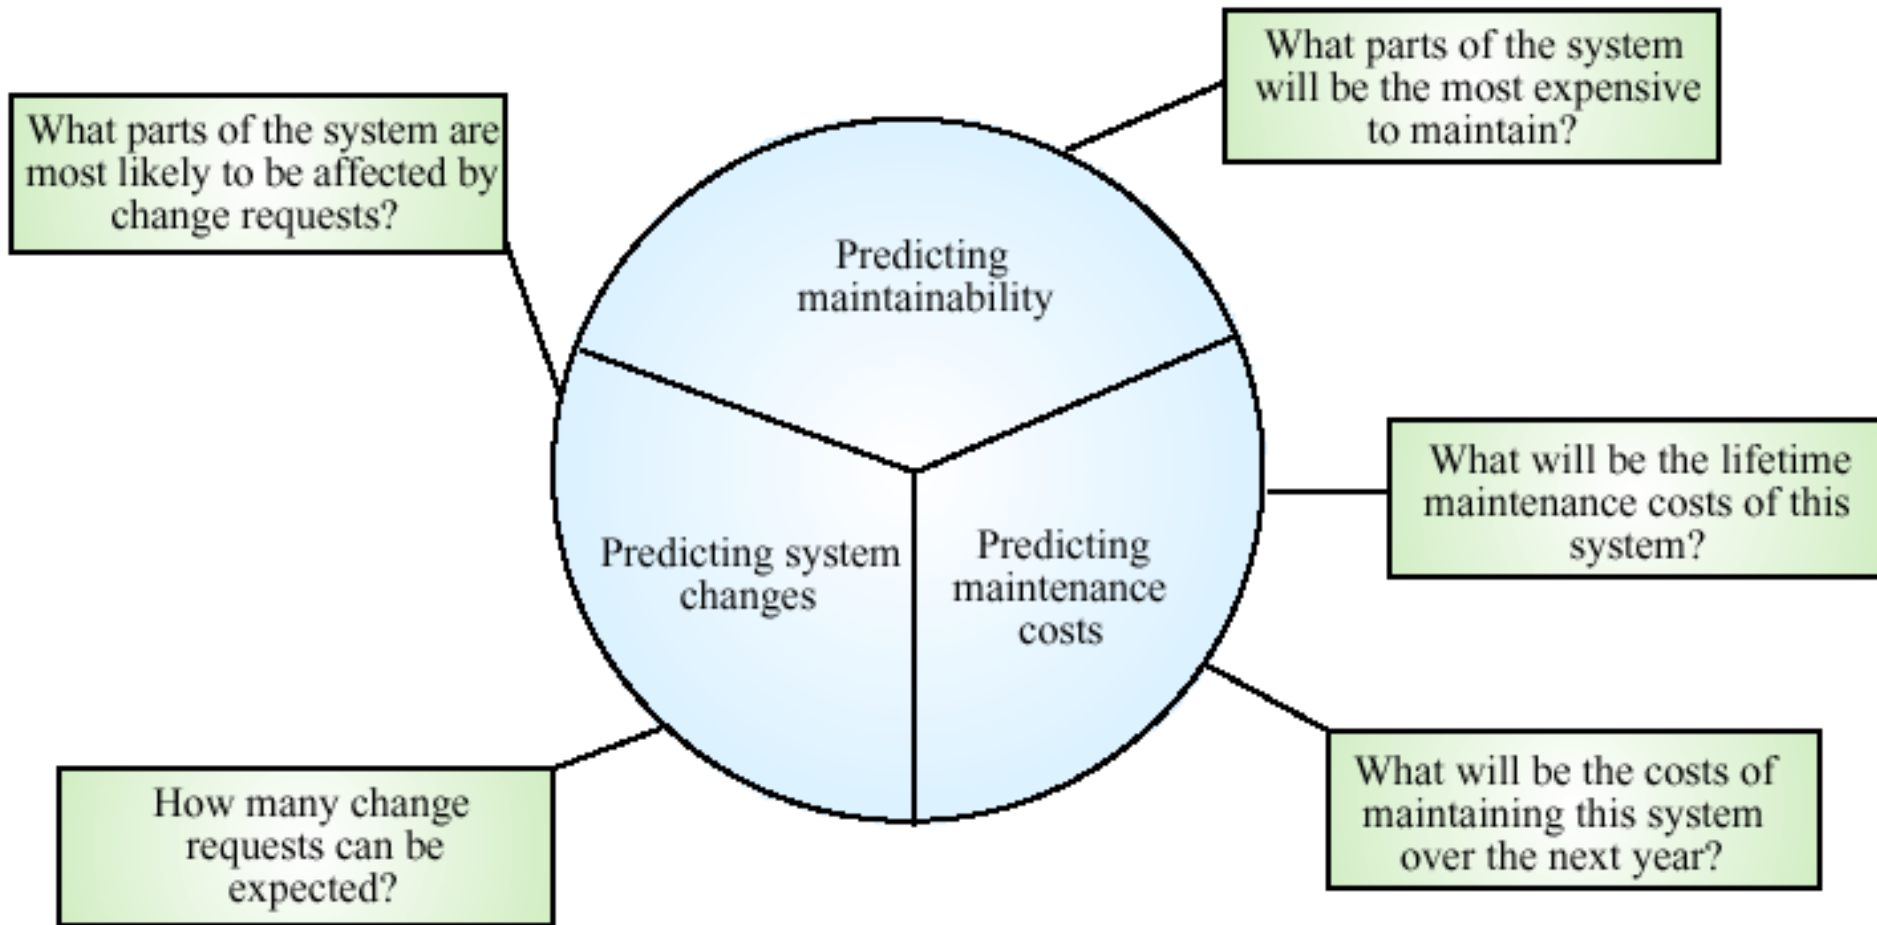 What parts of the system
will be the most expensive
to maintain?
What parts of the system are
most likely to be affected by
change requests?
Predicting
maintainability
What will be the lifetime
maintenance costs of this
system?
Predicting system
changes
Predicting
maintenance
costs
What will be the costs of
maintaining this system
over the next year?
How many change
requests can be
expected?